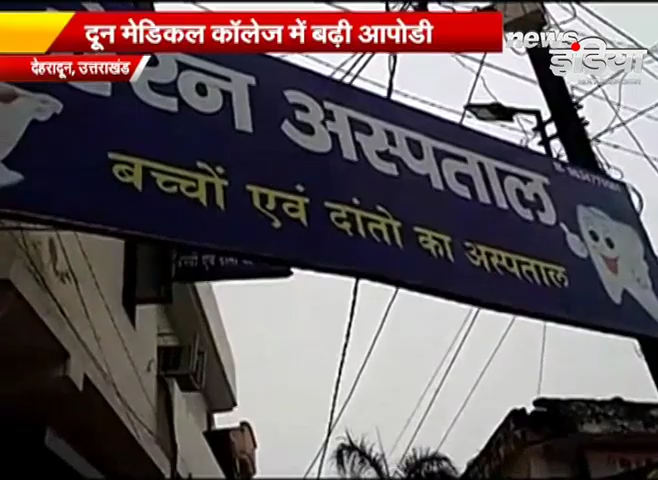 दून मेडिकल कॉलेज में बढ़ी आपोडी
देहरादून, उत्तराखंड
news
इंडिया
अस्पताल
बच्चों एवं दांतो का अस्पताल